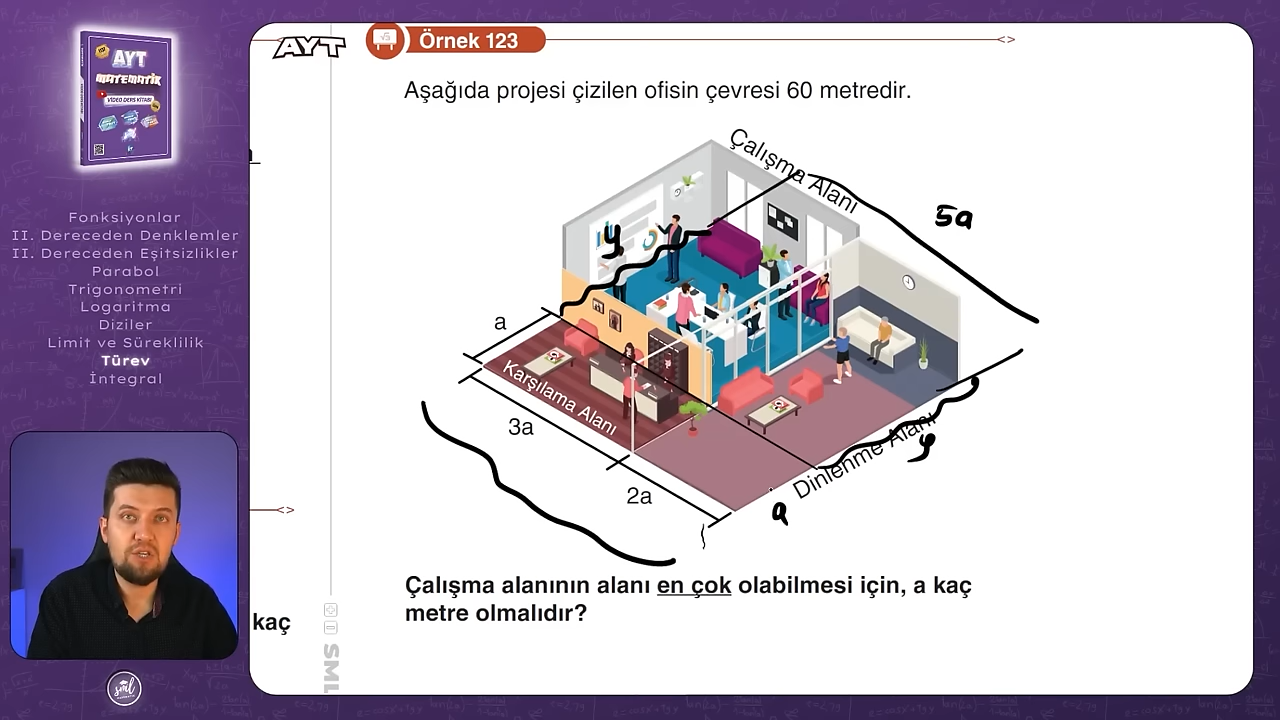 AYT
MATEMATİK
VİDEO DERS KİTABI
Fonksiyonlar
II. Dereceden Denklemler
II. Dereceden Eşitsizlikler
Parabol
Trigonometri
Logaritma
Diziler
Limit ve Süreklilik
Türev
İntegral
sml
AYT
√5
Örnek 123
Aşağıda projesi çizilen ofisin çevresi 60 metredir.
Çalışma Alanı
5a
y
a
Karşılama Alanı
3a
2a
Dinlenme Alanı
y
a
Çalışma alanının alanı en çok olabilmesi için, a kaç
metre olmalıdır?
kaç
SML